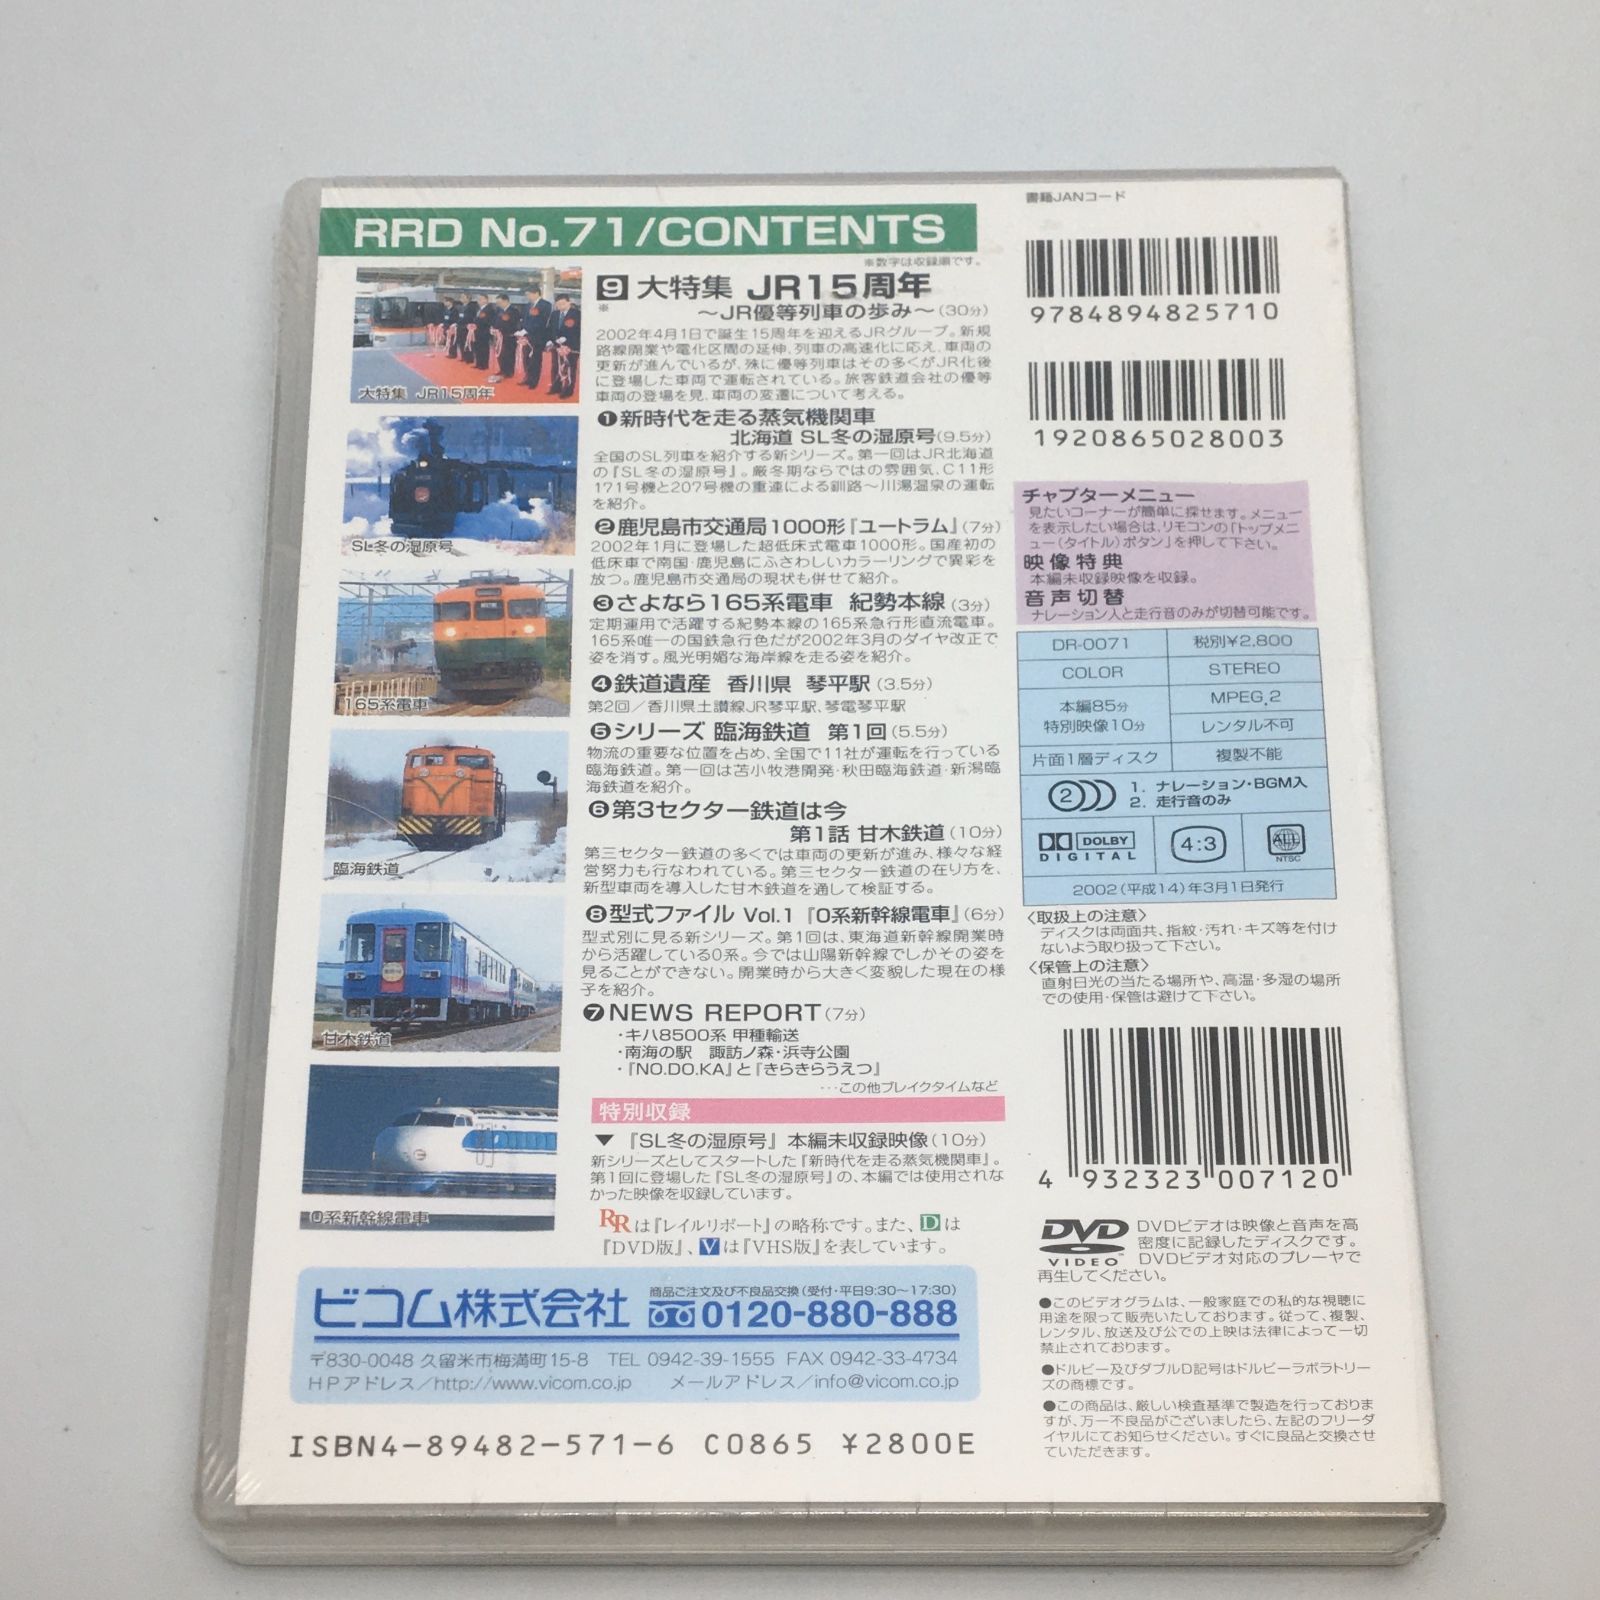 RRD No.71/CONTENTS
※数字は収録順です。
9 大特集 JR15周年
※
～JR優等列車の歩み～(30分)
2002年4月1日で誕生15周年を迎えるJRグループ。新規
路線開業や電化区間の延伸、列車の高速化に応え、車両の
更新が進んでいるが、殊に優等列車はその多くがJR化後
に登場した車両で運転されている。旅客鉄道会社の優等
車両の登場を見、車両の変遷について考える。
大特集 JR15周年
❶新時代を走る蒸気機関車
北海道 SL冬の湿原号(9.5分)
全国のSL列車を紹介する新シリーズ。第一回はJR北海道
の『SL冬の湿原号』。厳冬期ならではの雰囲気、C11形
171号機と207号機の重連による釧路～川湯温泉の運転
を紹介。
SL冬の湿原号
❷鹿児島市交通局1000形『ユートラム』(7分)
2002年1月に登場した超低床式電車1000形。国産初の
低床車で南国・鹿児島にふさわしいカラーリングで異彩を
放つ。鹿児島市交通局の現状も併せて紹介。
❸さよなら165系電車 紀勢本線(3分)
定期運用で活躍する紀勢本線の165系急行形直流電車。
165系唯一の国鉄急行色だが2002年3月のダイヤ改正で
姿を消す。風光明媚な海岸線を走る姿を紹介。
165系電車
❹鉄道遺産 香川県 琴平駅(3.5分)
第2回／香川県土讃線JR琴平駅、琴電琴平駅
❺シリーズ 臨海鉄道 第1回(5.5分)
物流の重要な位置を占め、全国で11社が運転を行っている
臨海鉄道。第一回は苫小牧港開発・秋田臨海鉄道・新潟臨
海鉄道を紹介。
臨海鉄道
❻第3セクター鉄道は今
第1話 甘木鉄道(10分)
第三セクター鉄道の多くでは車両の更新が進み、様々な経
営努力も行なわれている。第三セクター鉄道の在り方を、
新型車両を導入した甘木鉄道を通して検証する。
甘木鉄道
❽型式ファイル Vol.1『0系新幹線電車』(6分)
型式別に見る新シリーズ。第1回は、東海道新幹線開業時
から活躍している0系。今では山陽新幹線でしかその姿を
見ることができない。開業時から大きく変貌した現在の様
子を紹介。
0系新幹線電車
❼NEWS REPORT(7分)
・キハ8500系 甲種輸送
・南海の駅 諏訪ノ森・浜寺公園
・『NO.DO.KA』と『きらきらうえつ』
…この他ブレイクタイムなど
特別収録
▼『SL冬の湿原号』本編未収録映像(10分)
新シリーズとしてスタートした『新時代を走る蒸気機関車』。
第1回に登場した『SL冬の湿原号』の、本編では使用されな
かった映像を収録しています。
RRは『レイルリポート』の略称です。また、Dは
『DVD版』、Vは『VHS版』を表しています。
ビコム株式会社
商品ご注文及び不良品交換(受付・平日9:30～17:30)
0120-880-888
〒830-0048 久留米市梅満町15-8 TEL 0942-39-1555 FAX 0942-33-4734
HPアドレス／http://www.vicom.co.jp メールアドレス／info@vicom.co.jp
ISBN4-89482-571-6 C0865 ¥2800E
書籍JANコード
9784894825710
1920865028003
チャプターメニュー
見たいコーナーが簡単に探せます。メニュー
を表示したい場合は、リモコンの「トップメニ
ュー(タイトル)ボタン」を押して下さい。
映像特典
本編未収録映像を収録。
音声切替
ナレーション入と走行音のみが切替可能です。
DR-0071 税別¥2.800
COLOR STEREO
本編85分
特別映像10分
MPEG,2
レンタル不可
片面1層ディスク 複製不能
2
1. ナレーション・BGM入
2. 走行音のみ
DOLBY
DIGITAL
4:3
ALL
NTSC
2002(平成14)年3月1日発行
〈取扱上の注意〉
ディスクは両面共、指紋・汚れ・キズ等を付け
ないよう取り扱って下さい。
〈保管上の注意〉
直射日光の当たる場所や、高温・多湿の場所
での使用・保管は避けて下さい。
4 932323 007120
DVD
VIDEO
DVDビデオは映像と音声を高
密度に記録したディスクです。
DVDビデオ対応のプレーヤで
再生してください。
●このビデオグラムは、一般家庭での私的な視聴に
用途を限って販売いたしております。従って、複製、
レンタル、放送及び公での上映は法律によって一切
禁止されております。
●ドルビー及びダブルD記号はドルビーラボラトリー
ズの商標です。
●この商品は、厳しい検査基準で製造を行っておりま
すが、万一不良品がございましたら、左記のフリーダ
イヤルにてお知らせください。すぐに良品と交換させ
ていただきます。